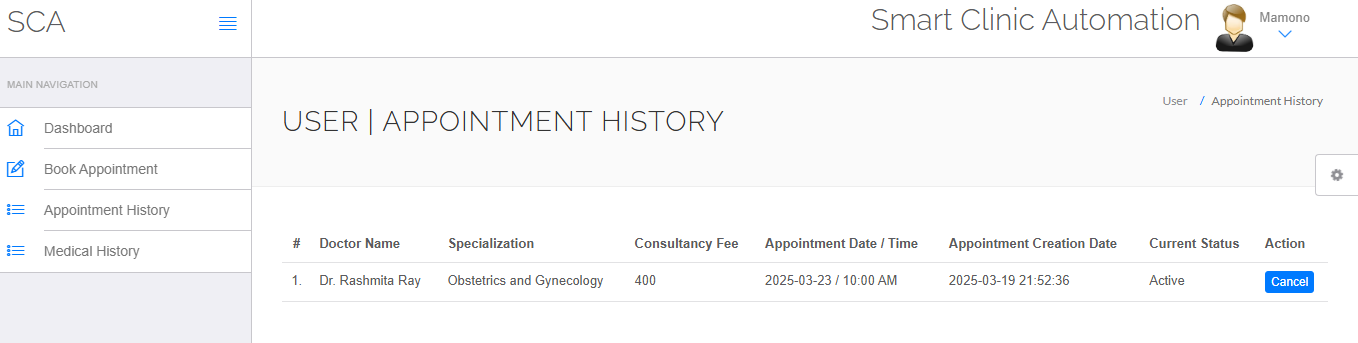 SCA
Smart Clinic Automation
Mamono
MAIN NAVIGATION
Dashboard
Book Appointment
Appointment History
Medical History
USER | APPOINTMENT HISTORY
User / Appointment History
# Doctor Name Specialization Consultancy Fee Appointment Date / Time Appointment Creation Date Current Status Action
1. Dr. Rashmita Ray Obstetrics and Gynecology 400 2025-03-23 / 10:00 AM 2025-03-19 21:52:36 Active Cancel